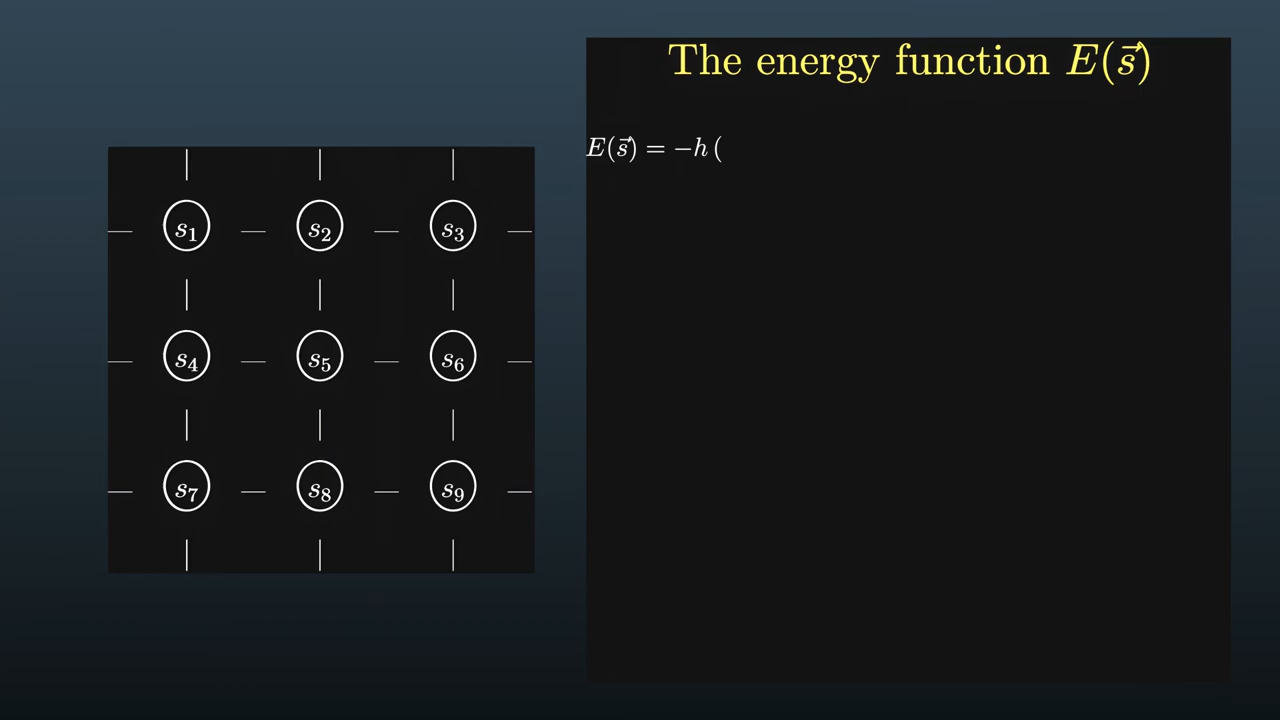 The energy function E(s⃗)
E(s⃗) = −h (
s₁ s₂ s₃
s₄ s₅ s₆
s₇ s₈ s₉